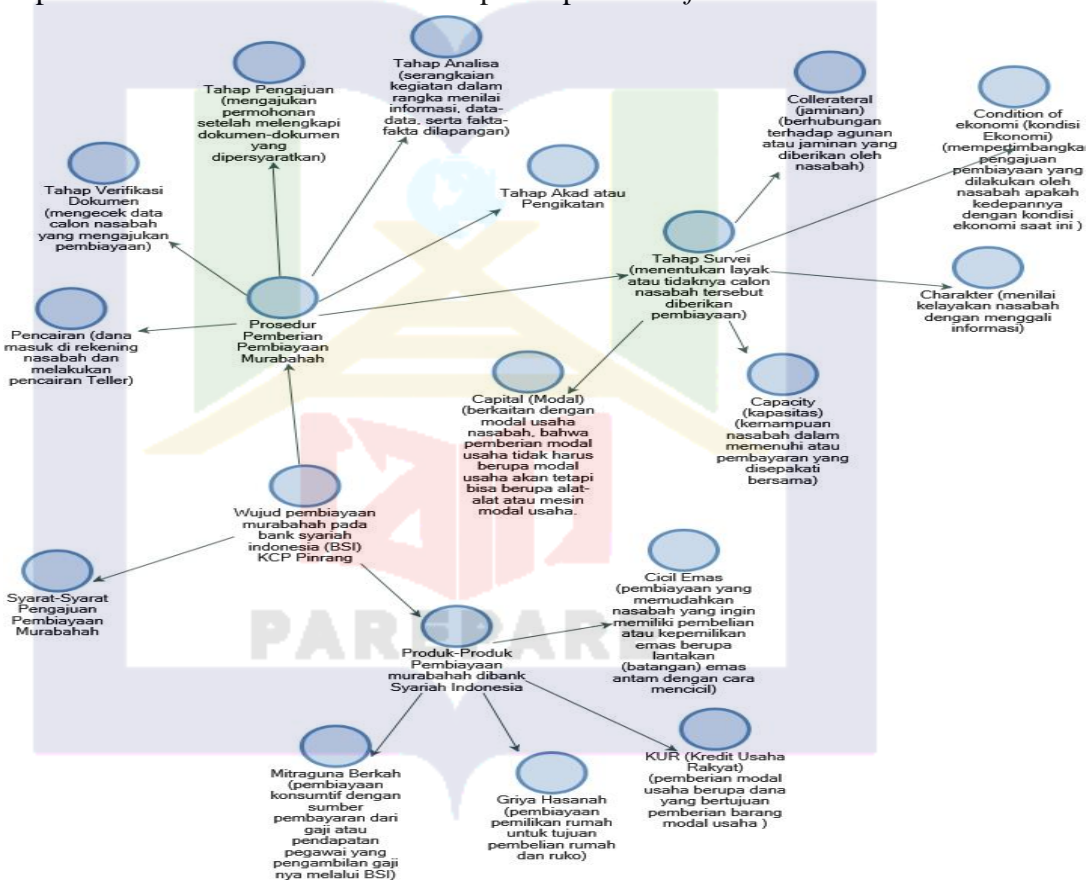 Tahap Analisa
(serangkaian
kegiatan dalam
rangka menilai
informasi, data-
data, serta fakta-
fakta dilapangan)
Tahap Pengajuan
(mengajukan
permohonan
setelah melengkapi
dokumen-dokumen
yang
dipersyaratkan)
Collerateral
(jaminan)
(berhubungan
terhadap agunan
atau jaminan yang
diberikan oleh
nasabah)
Condition of
ekonomi (kondisi
Ekonomi)
(mempertimbangka
pengajuan
pembiayaan yang
dilakukan oleh
nasabah apakah
kedepannya
dengan kondisi
ekonomi saat ini )
Tahap Verifikasi
Dokumen
(mengecek data
calon nasabah
yang mengajukan
pembiayaan)
Tahap Akad atau
Pengikatan
Tahap Survei
(menentukan layak
atau tidaknya calon
nasabah tersebut
diberikan
pembiayaan)
Charakter (menilai
kelayakan nasabah
dengan menggali
informasi)
Prosedur
Pemberian
Pembiayaan
Murabahah
Pencairan (dana
masuk di rekening
nasabah dan
melakukan
pencairan Teller)
Capital (Modal)
(berkaitan dengan
modal usaha
nasabah, bahwa
pemberian modal
usaha tidak harus
berupa modal
usaha akan tetapi
bisa berupa alat-
alat atau mesin
modal usaha.
Capacity
(kapasitas)
(kemampuan
nasabah dalam
memenuhi atau
pembayaran yang
disepakati
bersama)
Wujud pembiayaan
murabahah pada
bank syariah
indonesia (BSI)
KCP Pinrang
Syarat-Syarat
Pengajuan
Pembiayaan
Murabahah
PAREPARE
Produk-Produk
Pembiayaan
murabahah dibank
Syariah Indonesia
Cicil Emas
(pembiayaan yang
memudahkan
nasabah yang ingin
memiliki pembelian
atau kepemilikan
emas berupa
lantakan
(batangan) emas
antam dengan cara
mencicil)
Mitraguna Berkah
(pembiayaan
konsumtif dengan
sumber
pembayaran dari
gaji atau
pendapatan
pegawai yang
pengambilan gaji
nya melalui BSI)
Griya Hasanah
(pembiayaan
pemilikan rumah
untuk tujuan
pembelian rumah
dan ruko)
KUR (Kredit Usaha
Rakyat)
(pemberian modal
usaha berupa dana
yang bertujuan
pemberian barang
modal usaha )